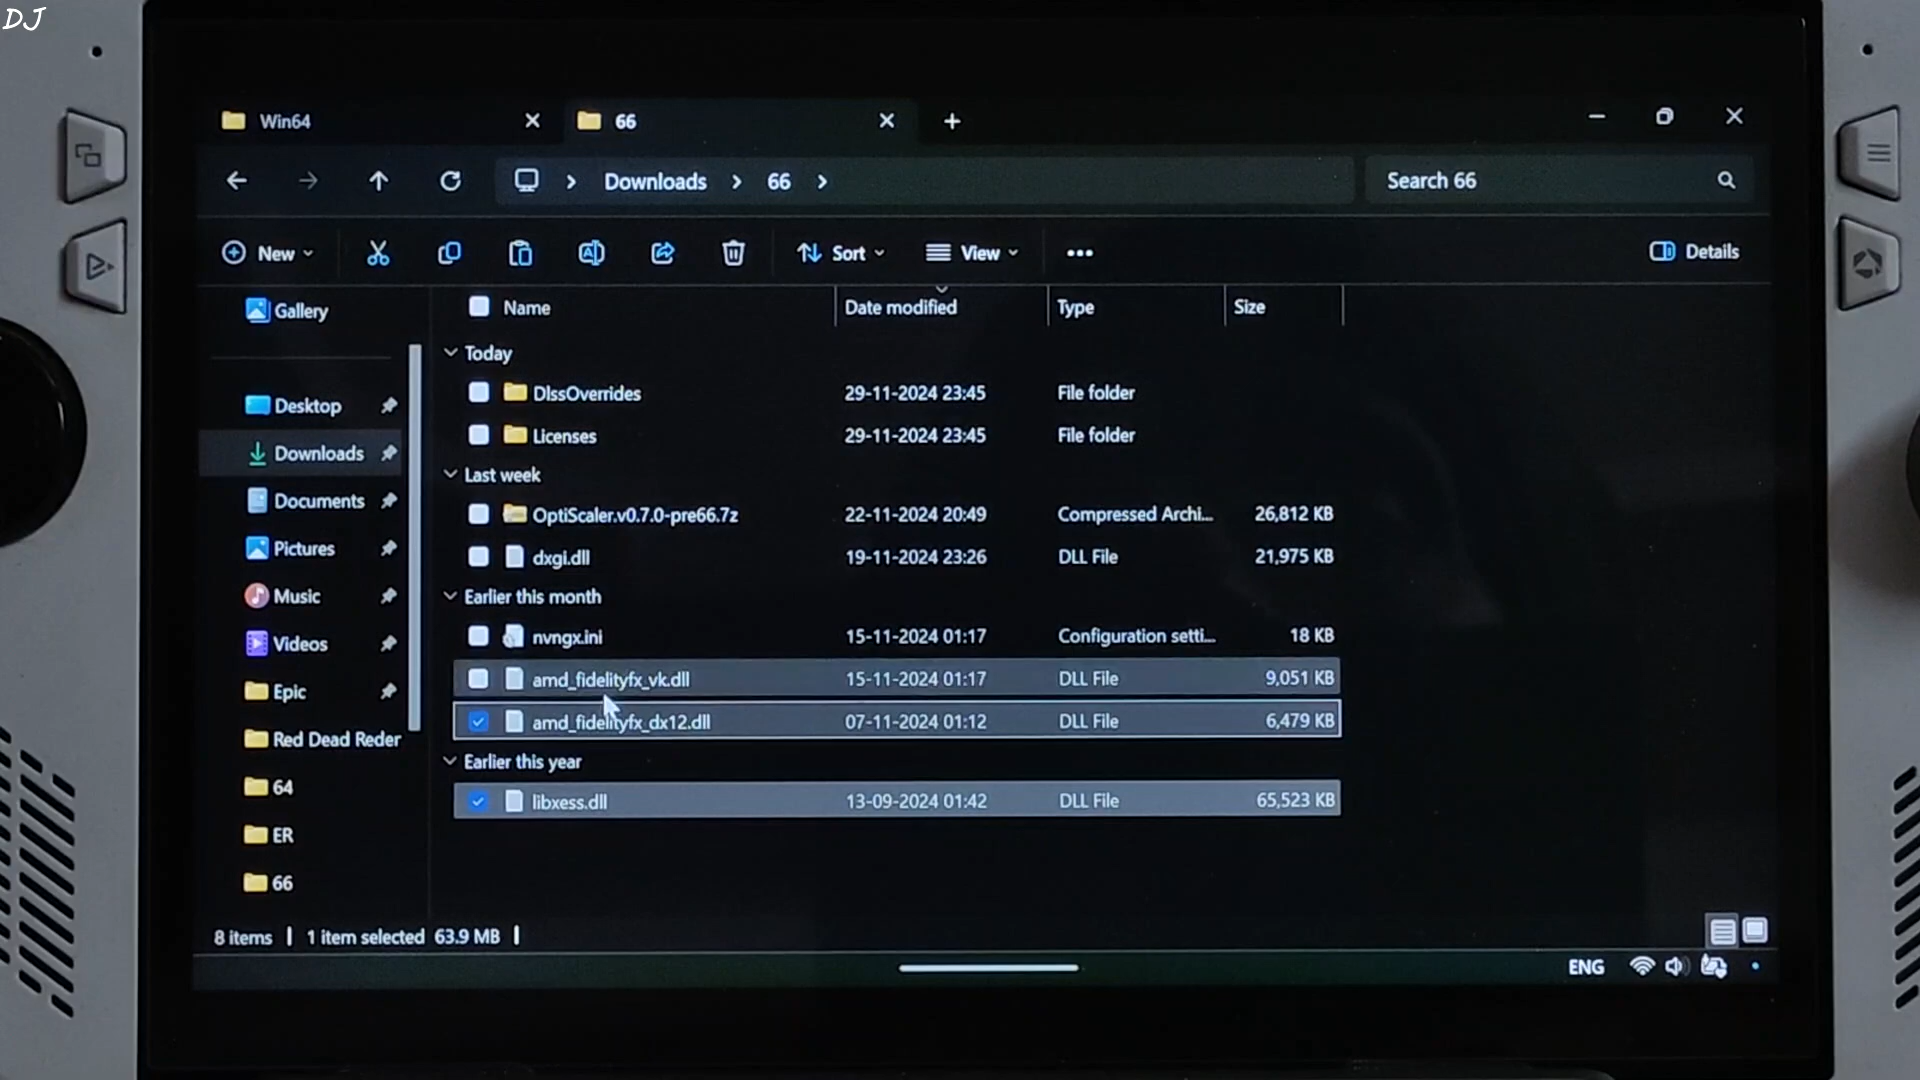 DJ
Win64
66
Downloads
66
Search 66
New
Sort
View
Details
Gallery
Desktop
Downloads
Documents
Pictures
Music
Videos
Epic
Red Dead Reder
64
ER
66
Name Date modified Type Size
Today
DlssOverrides 29-11-2024 23:45 File folder
Licenses 29-11-2024 23:45 File folder
Last week
OptiScaler.v0.7.0-pre66.7z 22-11-2024 20:49 Compressed Archi... 26,812 KB
dxgi.dll 19-11-2024 23:26 DLL File 21,975 KB
Earlier this month
nvngx.ini 15-11-2024 01:17 Configuration setti... 18 KB
amd_fidelityfx_vk.dll 15-11-2024 01:17 DLL File 9,051 KB
amd_fidelityfx_dx12.dll 07-11-2024 01:12 DLL File 6,479 KB
Earlier this year
libxess.dll 13-09-2024 01:42 DLL File 65,523 KB
8 items 1 item selected 63.9 MB
ENG